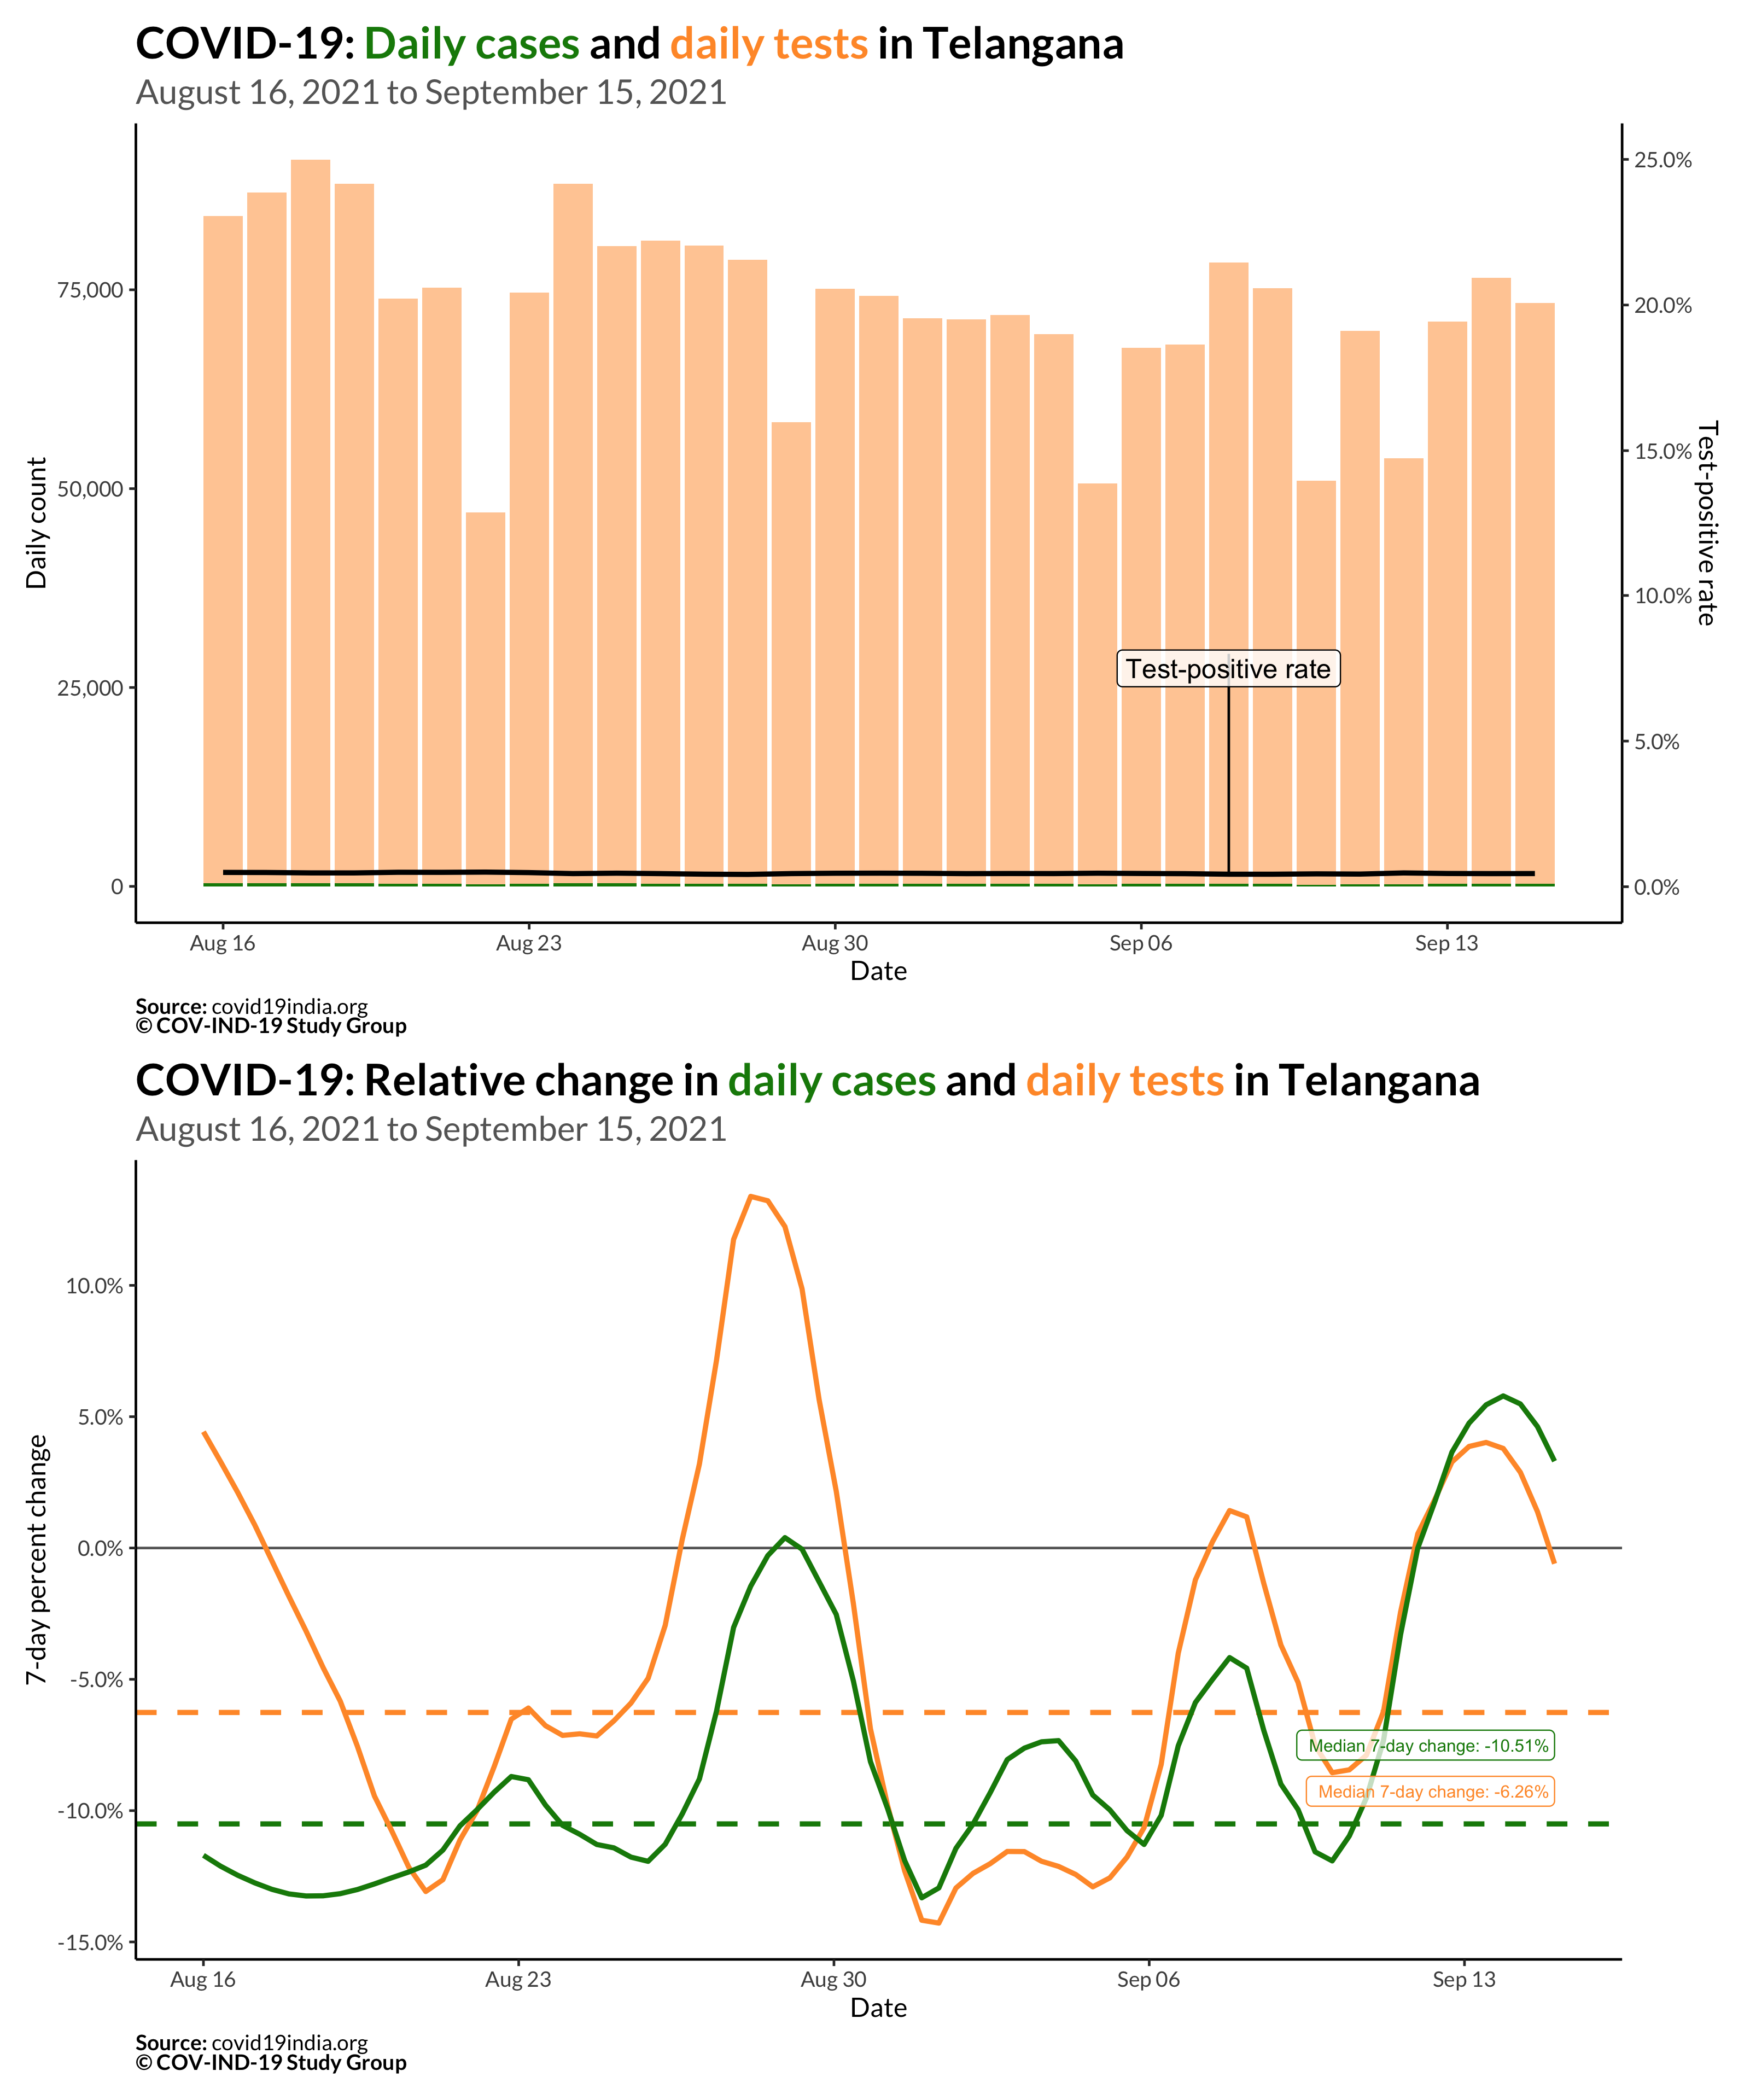 COVID-19: Daily cases and daily tests in Telangana
August 16, 2021 to September 15, 2021
Daily count
75,000
50,000
25,000
0
25.0%
20.0%
15.0%
10.0%
5.0%
0.0%
Test-positive rate
Test-positive rate
Aug 16
Aug 23
Aug 30
Sep 06
Sep 13
Date
Source: covid19india.org
© COV-IND-19 Study Group
COVID-19: Relative change in daily cases and daily tests in Telangana
August 16, 2021 to September 15, 2021
7-day percent change
10.0%
5.0%
0.0%
-5.0%
-10.0%
-15.0%
Median 7-day change: -10.51%
Median 7-day change: -6.26%
Aug 16
Aug 23
Aug 30
Sep 06
Sep 13
Date
Source: covid19india.org
© COV-IND-19 Study Group